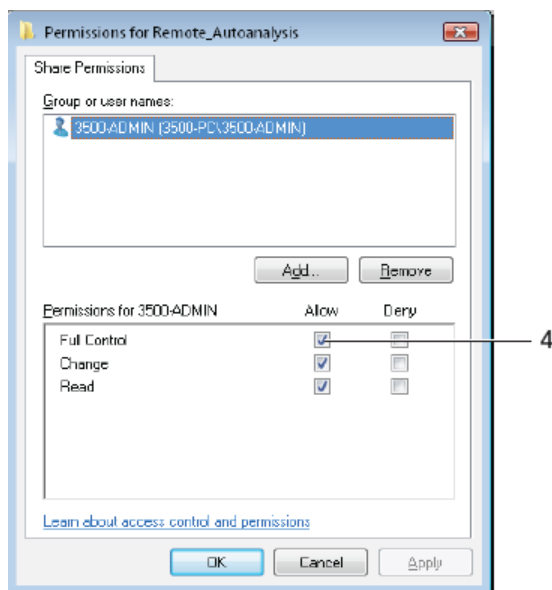 Permissions for Remote_Autoanalysis
Share Permissions
Group or user names:
3500-ADMIN (3500-PC\3500-ADMIN)
Add...
Remove
Permissions for 3500-ADMIN Allow Deny
Full Control
4
Change
Read
Learn about access control and permissions
OK Cancel Apply